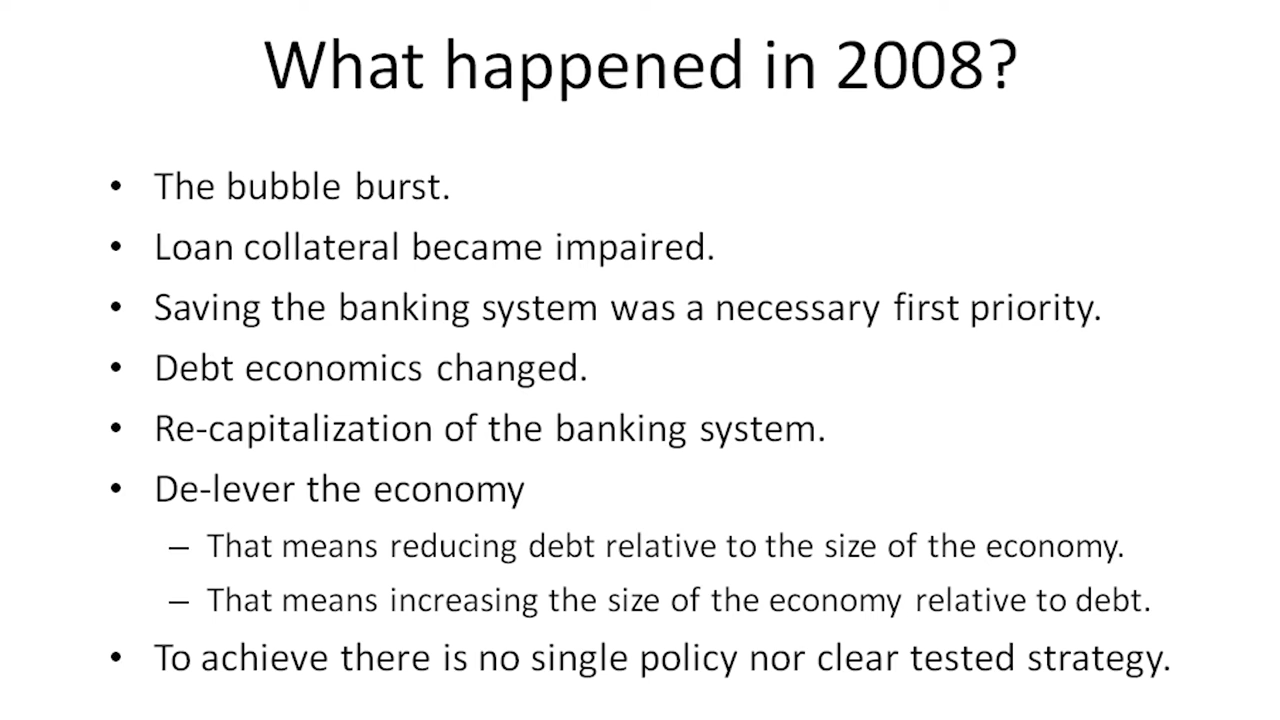 What happened in 2008?
• The bubble burst.
• Loan collateral became impaired.
• Saving the banking system was a necessary first priority.
• Debt economics changed.
• Re-capitalization of the banking system.
• De-lever the economy
– That means reducing debt relative to the size of the economy.
– That means increasing the size of the economy relative to debt.
• To achieve there is no single policy nor clear tested strategy.